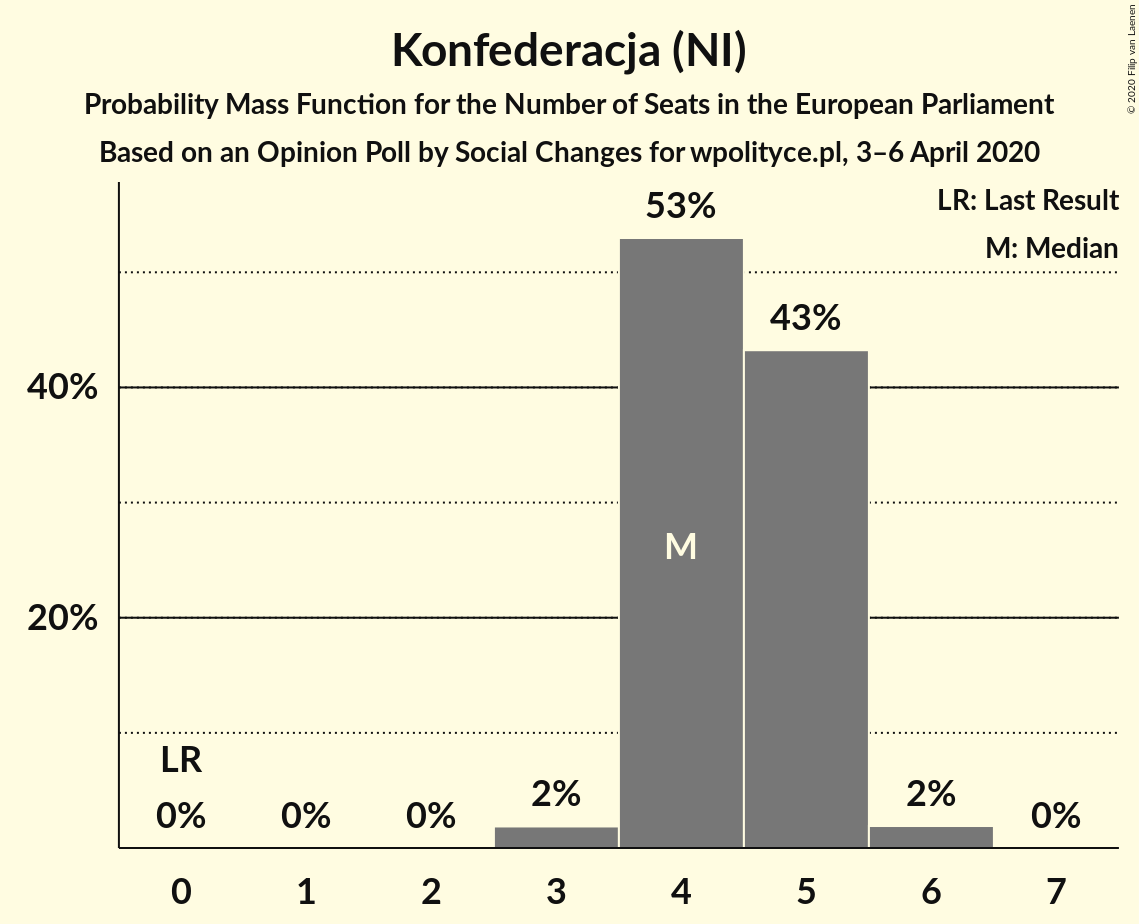 Konfederacja (NI)
Probability Mass Function for the Number of Seats in the European Parliament
Based on an Opinion Poll by Social Changes for wpolityce.pl, 3–6 April 2020
© 2020 Filip van Laenen
LR: Last Result
M: Median
53%
43%
40%
M
20%
LR
0%
0%
0%
2%
2%
0%
0
1
2
3
4
5
6
7